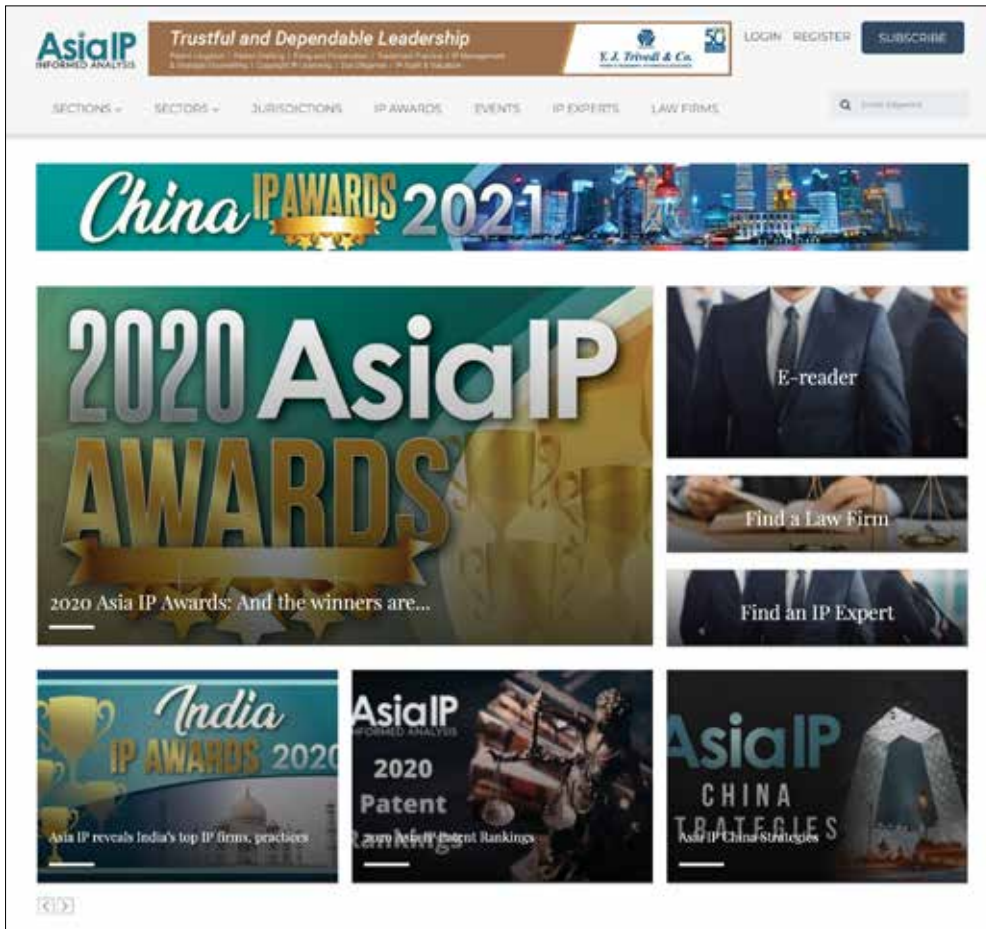 AsiaIP
INFORMED ANALYSIS
Trustful and Dependable Leadership
Y. J. Trivedi & Co.
50
LOGIN REGISTER SUBSCRIBE
SECTIONS SECTORS JURISDICTIONS IP AWARDS EVENTS IP EXPERTS LAW FIRMS
China IP AWARDS 2021
2020 AsiaIP
AWARDS
2020 Asia IP Awards: And the winners are...
E-reader
Find a Law Firm
Find an IP Expert
India
IP AWARDS 2020
Asia IP reveals India's top IP firms, practices
AsiaIP
INFORMED ANALYSIS
2020
Patent
Rankings
2020 Asia IP Patent Rankings
AsiaIP
CHINA
STRATEGIES
Asia IP China Strategies